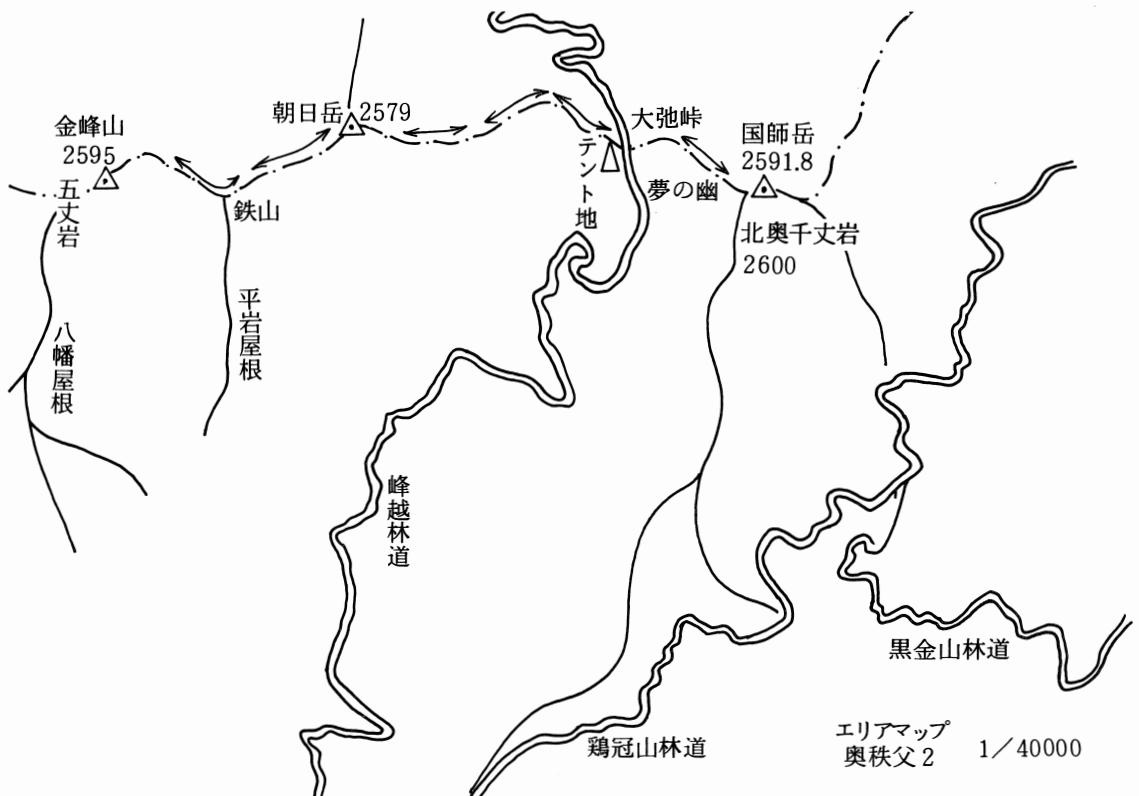 金峰山
2595
五丈岩
八幡屋根
鉄山
平岩屋根
朝日岳 2579
大弛峠
テント地
夢の幽
国師岳
2591.8
北奥千丈岩
2600
峰越林道
鶏冠山林道
黒金山林道
エリアマップ
奥秩父2 1/40000